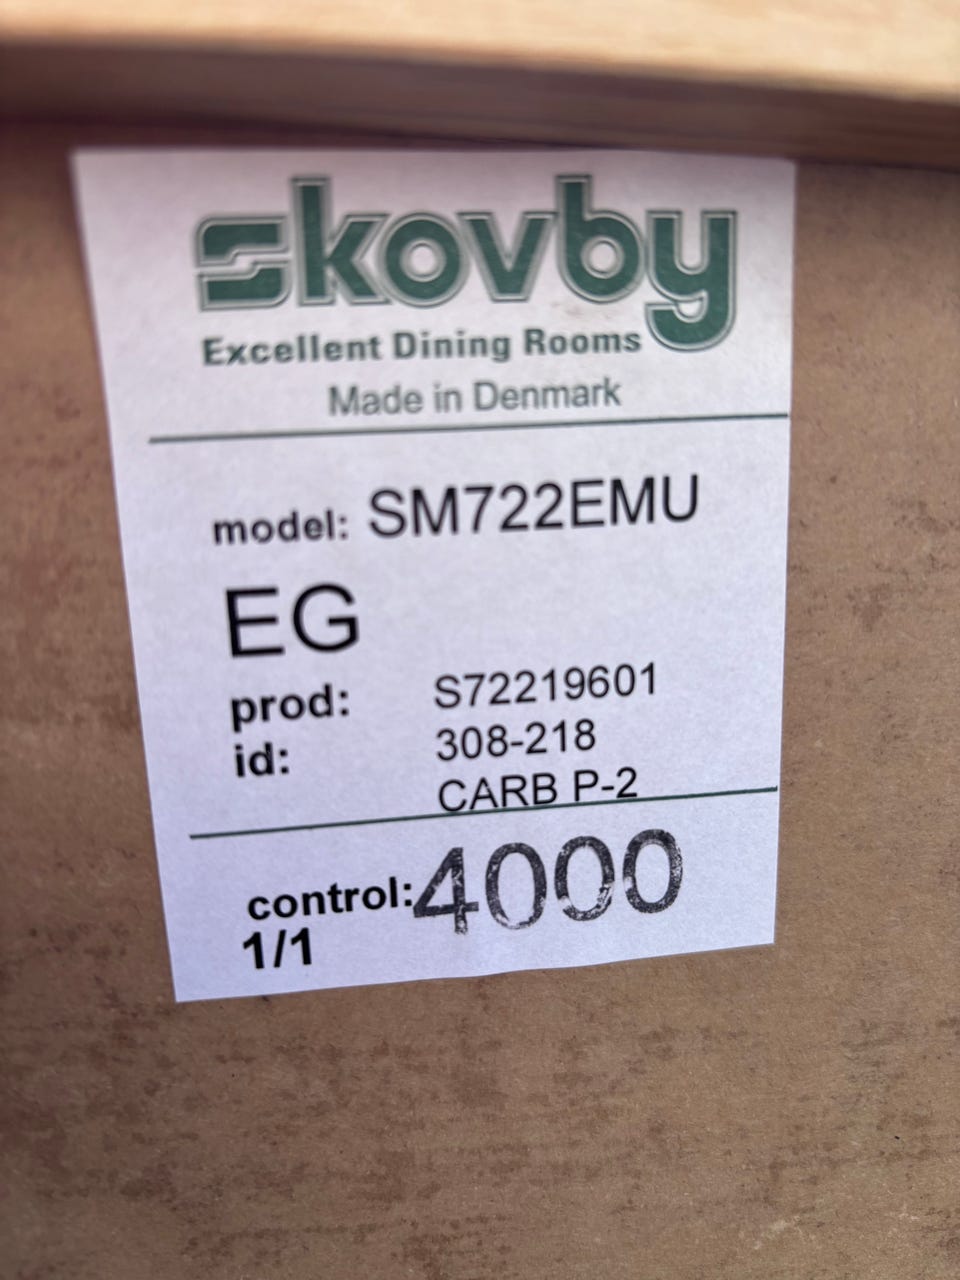 skovby
Excellent Dining Rooms
Made in Denmark
model: SM722EMU
EG
prod: S72219601
id: 308-218
CARB P-2
control: 4000
1/1